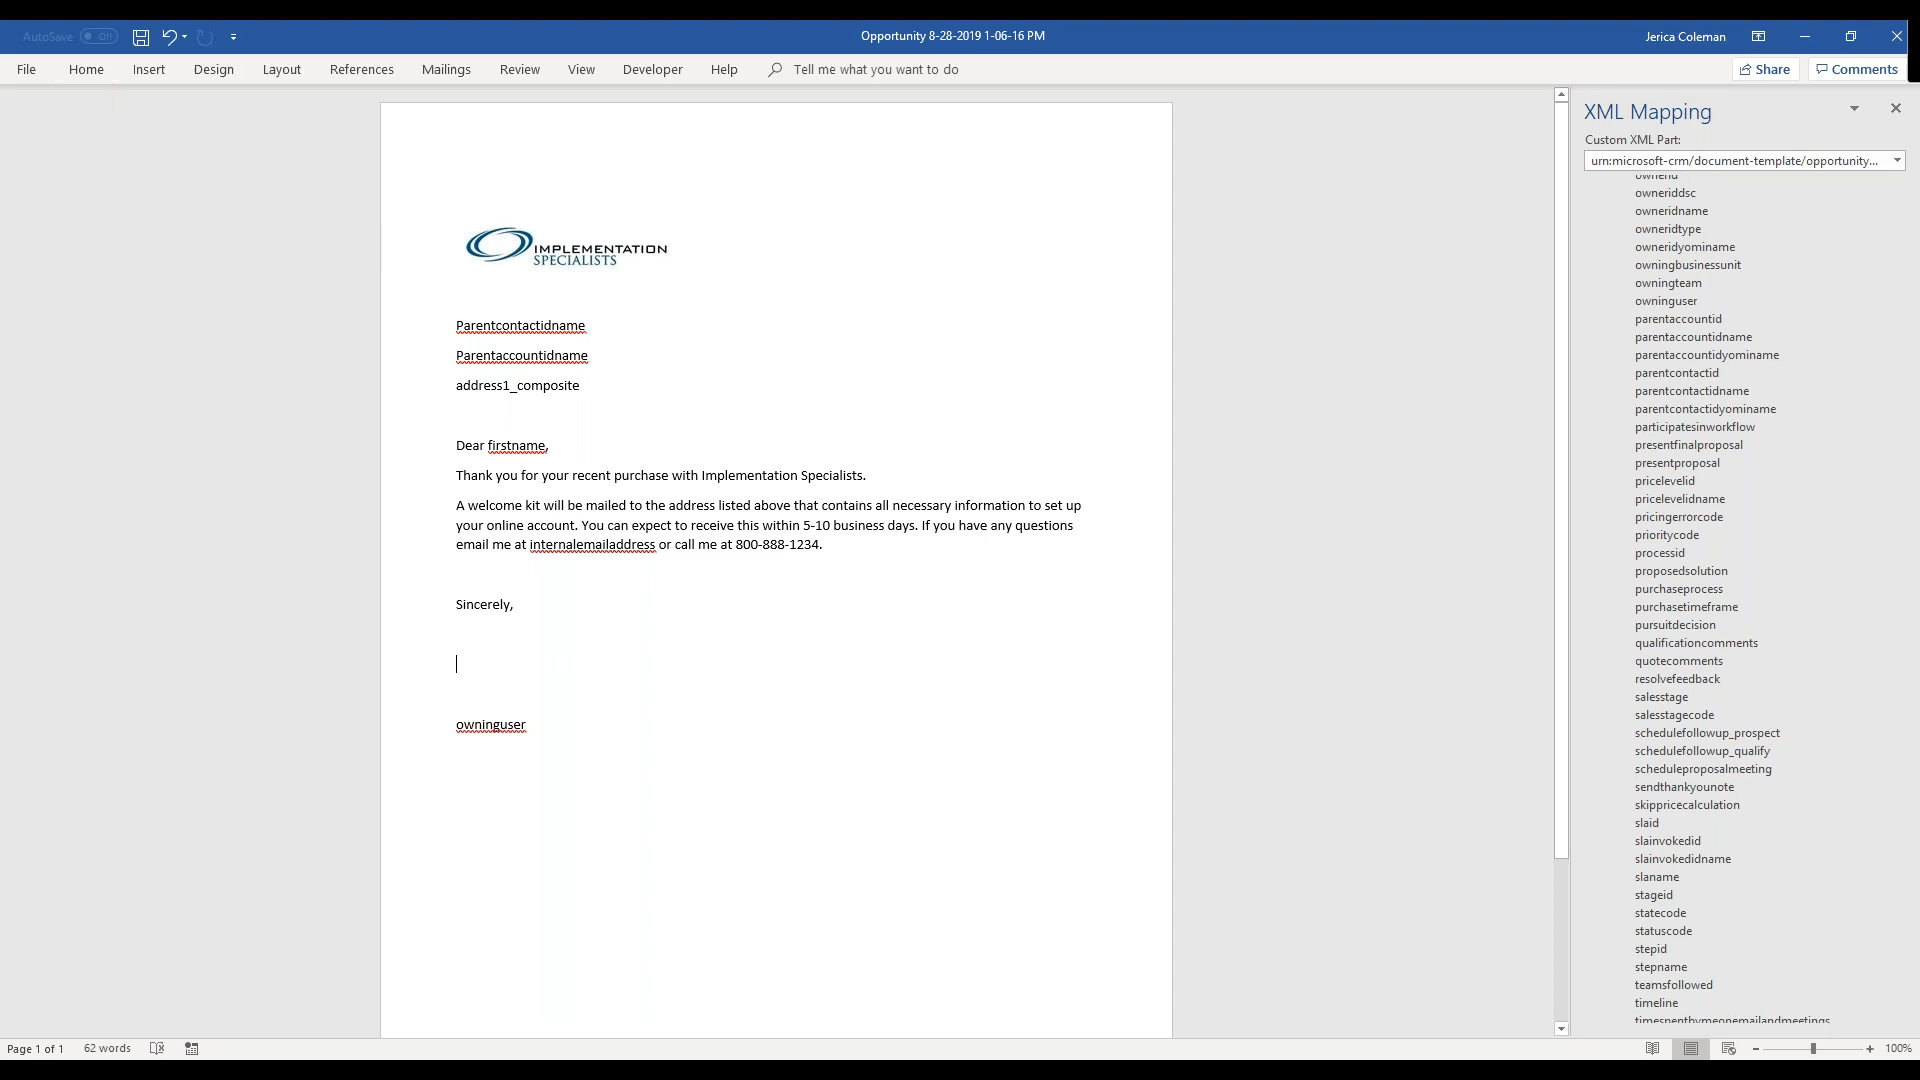 AutoSave Off
Opportunity 8-28-2019 1-06-16 PM
Jerica Coleman
File Home Insert Design Layout References Mailings Review View Developer Help Tell me what you want to do
Share Comments
IMPLEMENTATION
SPECIALISTS
Parentcontactidname
Parentaccountidname
address1_composite
Dear firstname,
Thank you for your recent purchase with Implementation Specialists.
A welcome kit will be mailed to the address listed above that contains all necessary information to set up
your online account. You can expect to receive this within 5-10 business days. If you have any questions
email me at internalemailaddress or call me at 800-888-1234.
Sincerely,
owninguser
XML Mapping
Custom XML Part:
urn:microsoft-crm/document-template/opportunity...
owneriddsc
owneridname
owneridtype
owneridyominame
owningbusinessunit
owningteam
owninguser
parentaccountid
parentaccountidname
parentaccountidyominame
parentcontactid
parentcontactidname
parentcontactidyominame
participatesinworkflow
presentfinalproposal
presentproposal
pricelevelid
pricelevelidname
pricingerrorcode
prioritycode
processid
proposedsolution
purchaseprocess
purchasetimeframe
pursuitdecision
qualificationcomments
quotecomments
resolvefeedback
salesstage
salesstagecode
schedulefollowup_prospect
schedulefollowup_qualify
scheduleproposalmeeting
sendthankyounote
skippricecalculation
slaid
slainvokedid
slainvokedidname
slaname
stageid
statecode
statuscode
stepid
stepname
teamsfollowed
timeline
timespentbymeonemailandmeetings
Page 1 of 1 62 words
100%